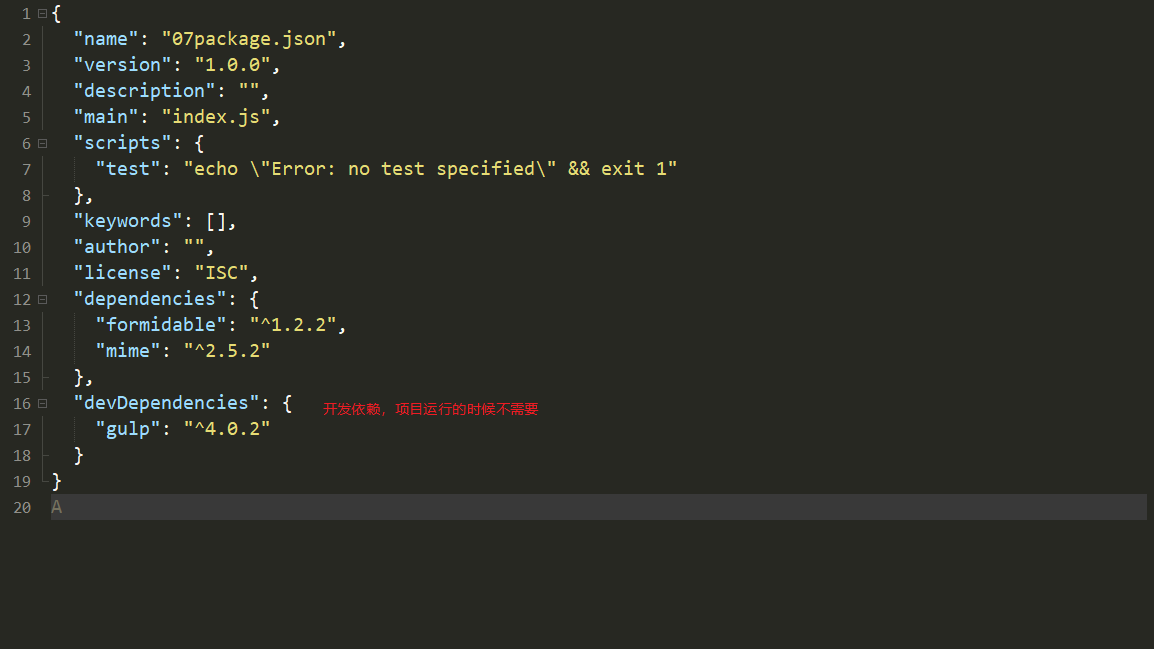 1 {
2 "name": "07package.json",
3 "version": "1.0.0",
4 "description": "",
5 "main": "index.js",
6 "scripts": {
7 "test": "echo \"Error: no test specified\" && exit 1"
8 },
9 "keywords": [],
10 "author": "",
11 "license": "ISC",
12 "dependencies": {
13 "formidable": "^1.2.2",
14 "mime": "^2.5.2"
15 },
16 "devDependencies": { 开发依赖，项目运行的时候不需要
17 "gulp": "^4.0.2"
18 }
19 }
20 A